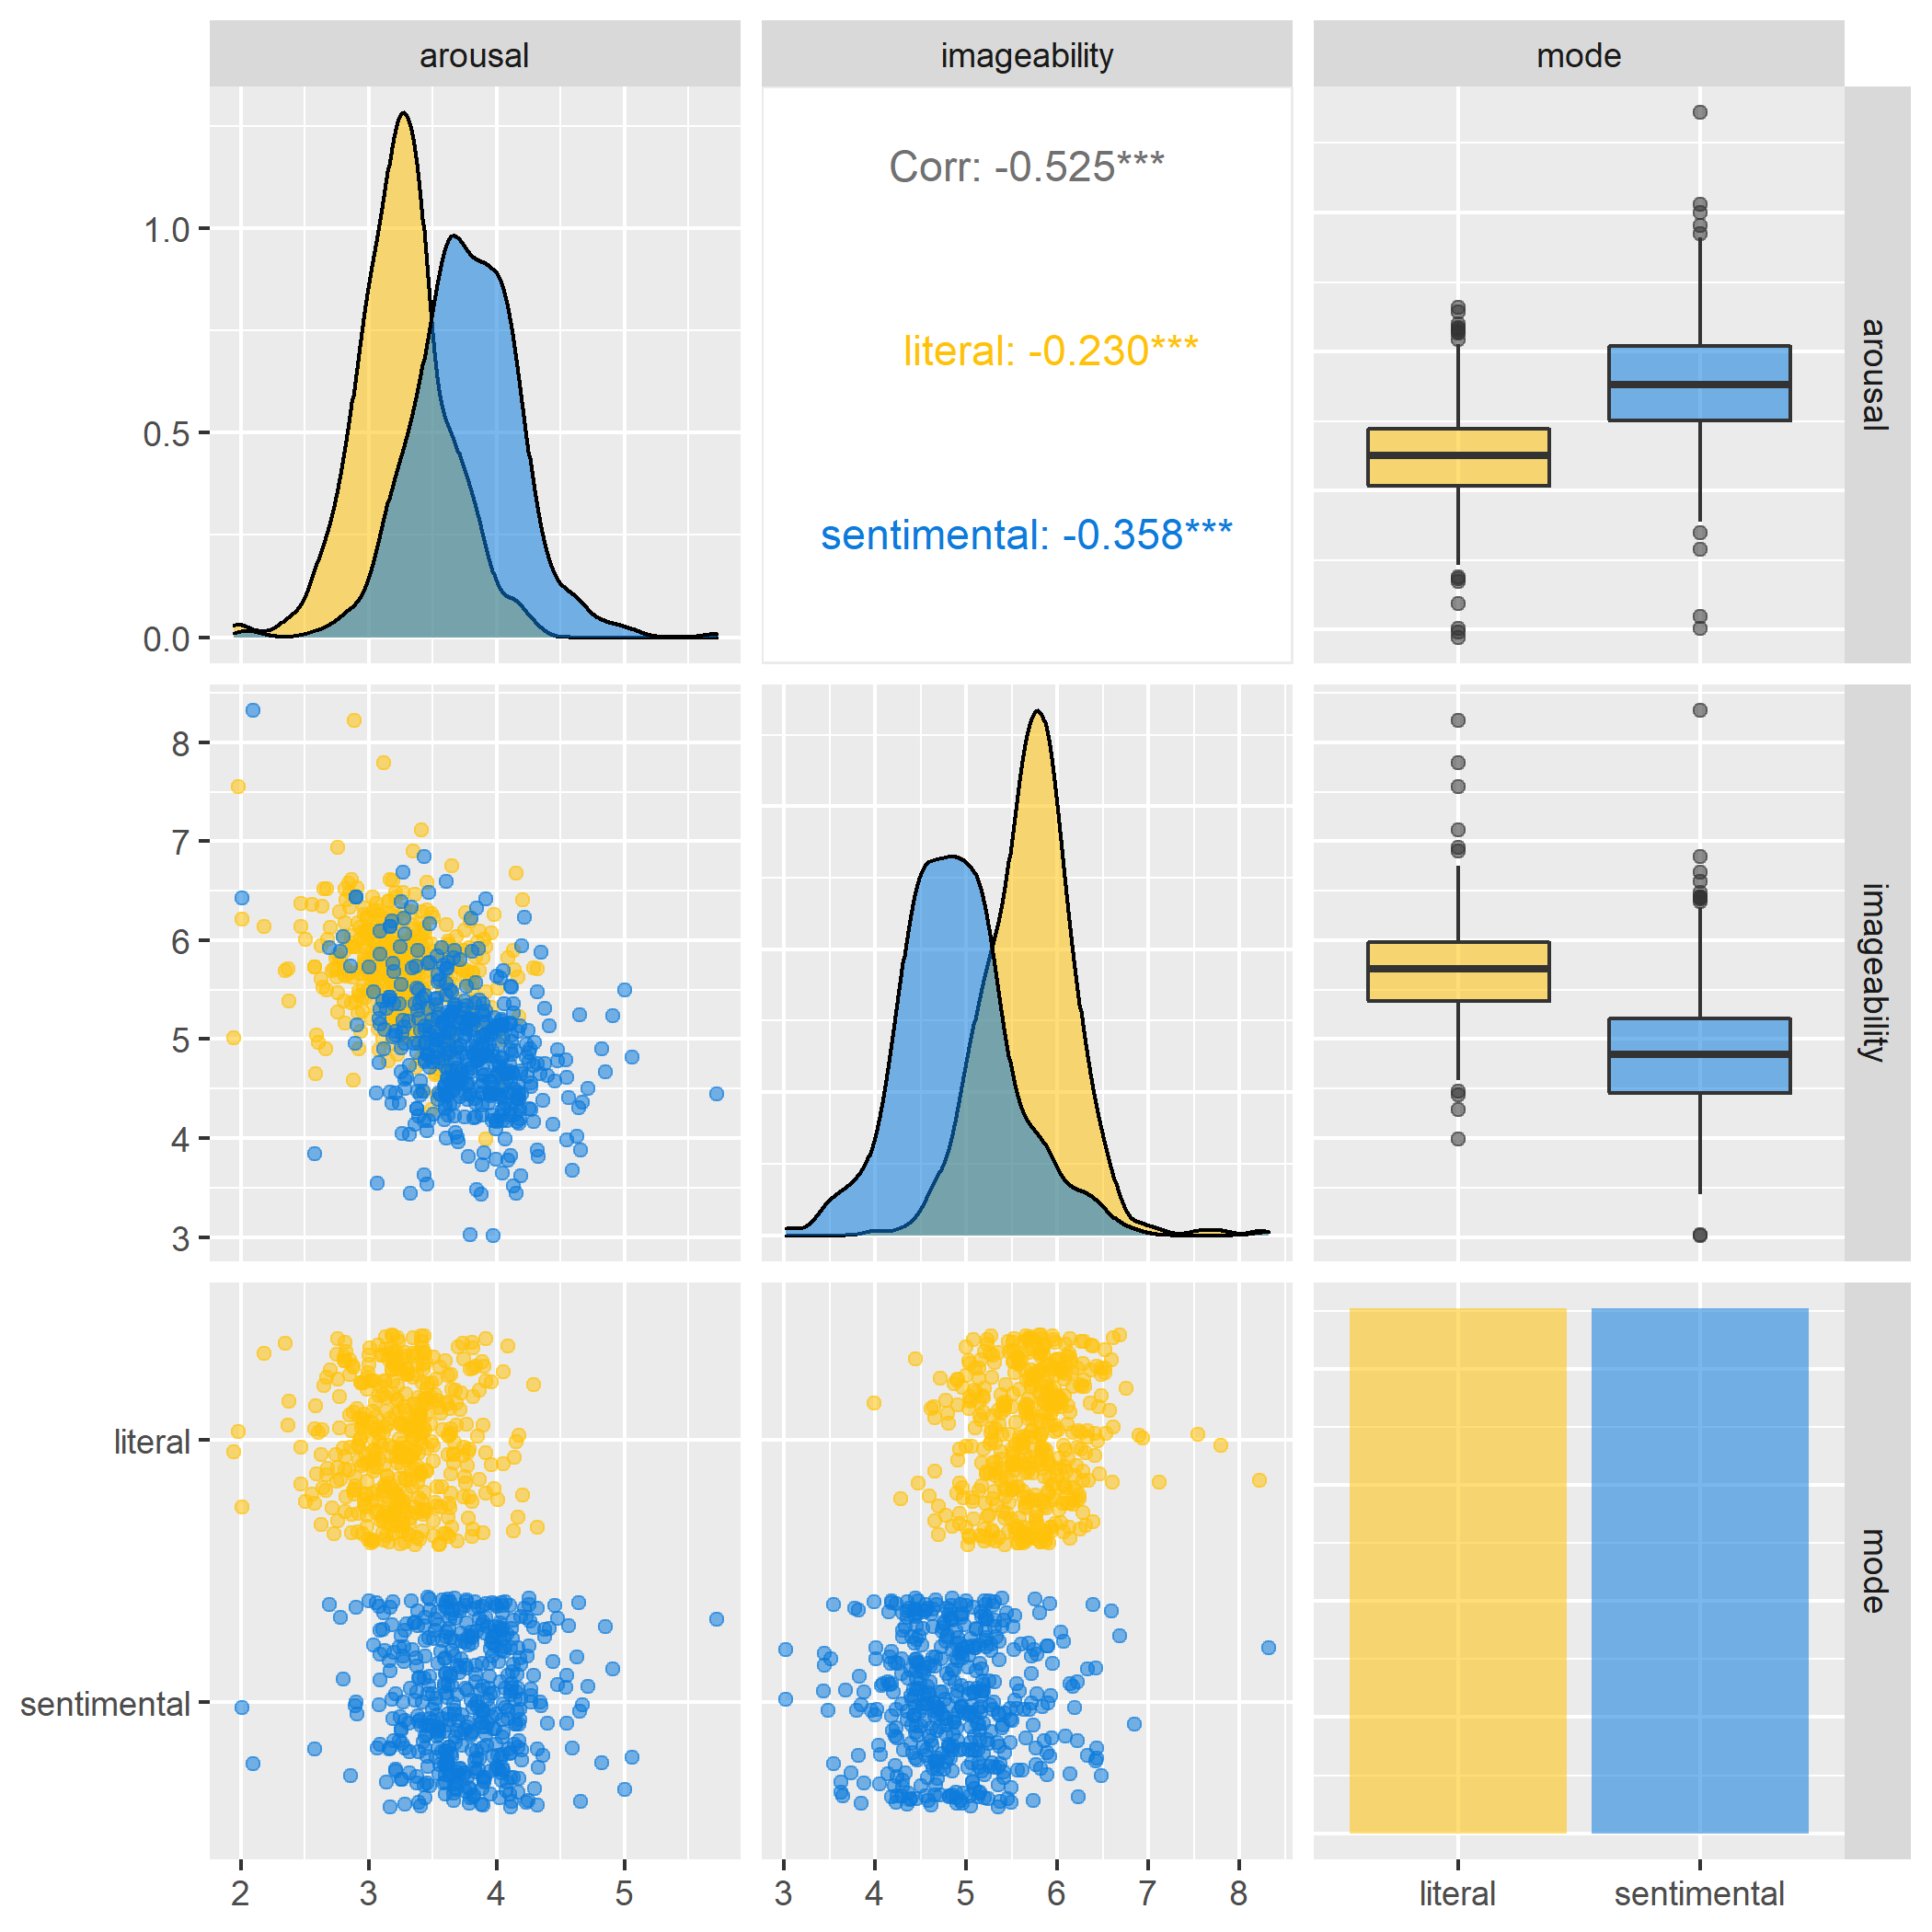 arousal
imageability
mode
1.0
0.5
0.0
Corr: -0.525***
literal: -0.230***
sentimental: -0.358***
arousal
8
7
6
5
4
3
imageability
literal
sentimental
mode
2 3 4 5
3 4 5 6 7 8
literal sentimental